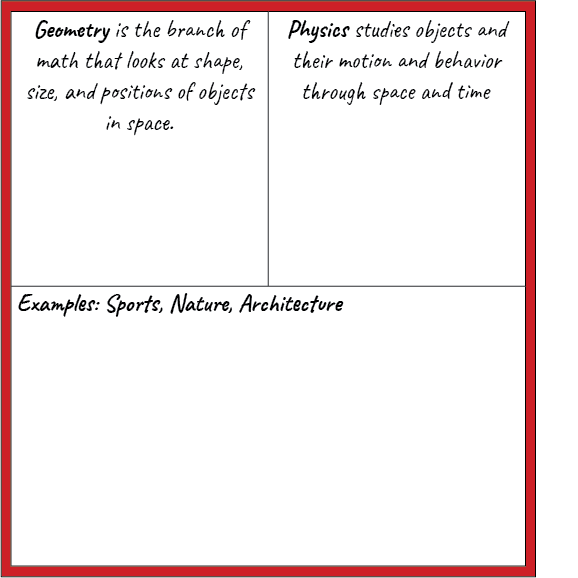 Geometry is the branch of
math that looks at shape,
size, and positions of objects
in space.
Physics studies objects and
their motion and behavior
through space and time
Examples: Sports, Nature, Architecture